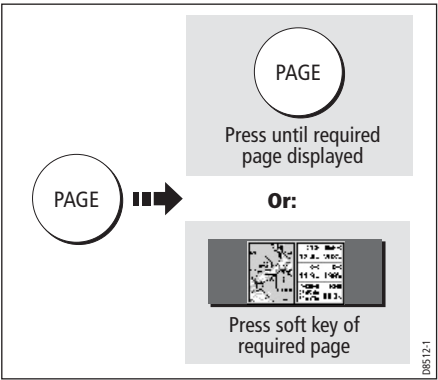 PAGE
PAGE
Press until required
page displayed
Or:
Press soft key of
required page
D8512-1